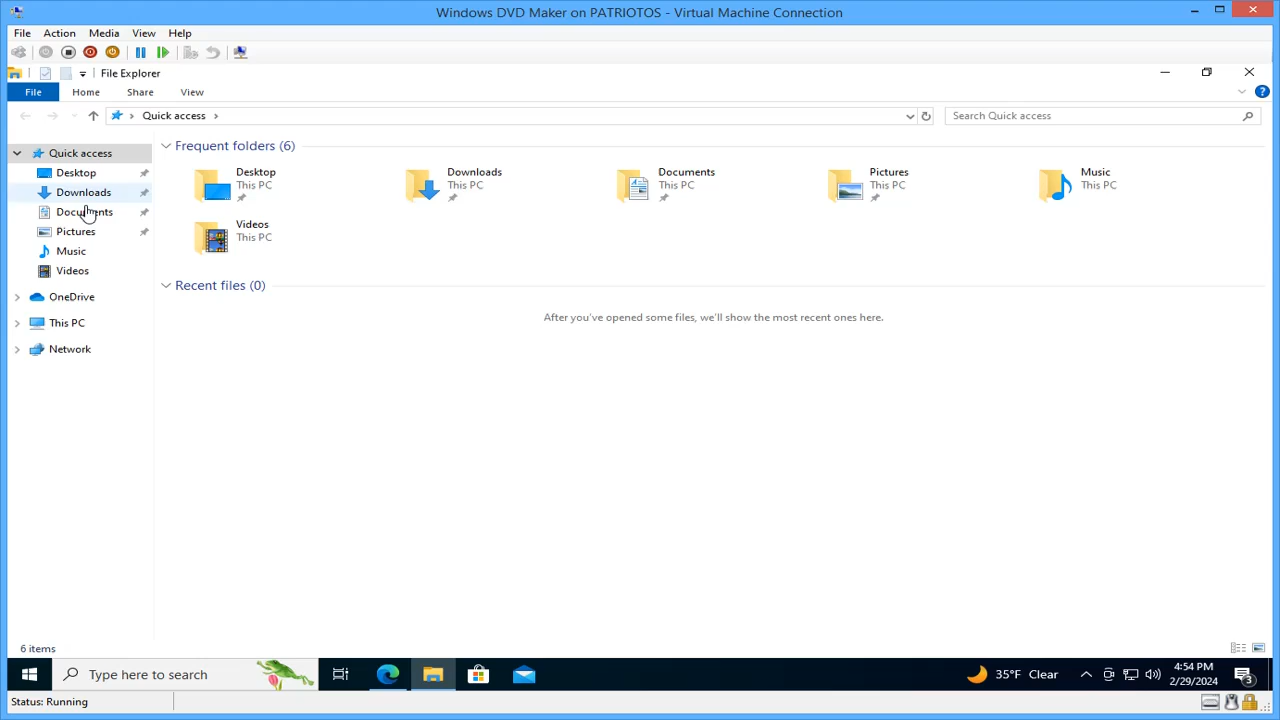 Windows DVD Maker on PATRIOTOS - Virtual Machine Connection
File Action Media View Help
File Explorer
File Home Share View
Quick access
Search Quick access
Quick access
Desktop
Downloads
Documents
Pictures
Music
Videos
OneDrive
This PC
Network
Frequent folders (6)
Desktop
This PC
Downloads
This PC
Documents
This PC
Pictures
This PC
Music
This PC
Videos
This PC
Recent files (0)
After you've opened some files, we'll show the most recent ones here.
6 items
Type here to search
35°F Clear
4:54 PM
2/29/2024
3
Status: Running